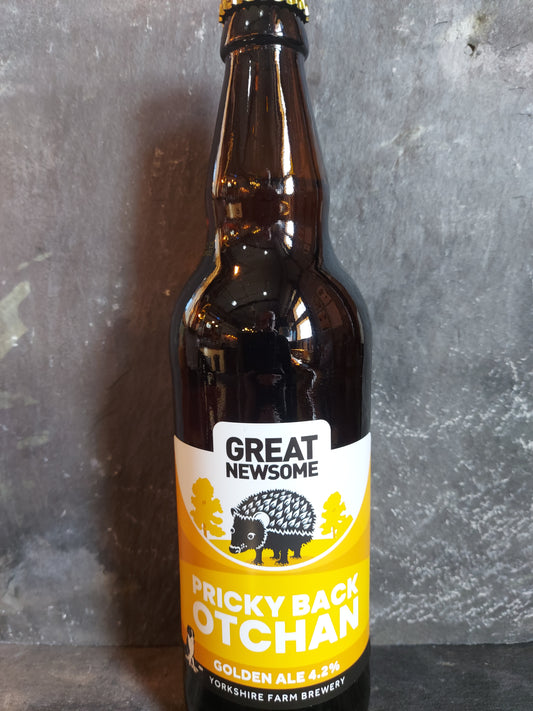 GREAT
NEWSOME
PRICKY BACK
OTCHAN
GOLDEN ALE 4.2%
YORKSHIRE FARM BREWERY